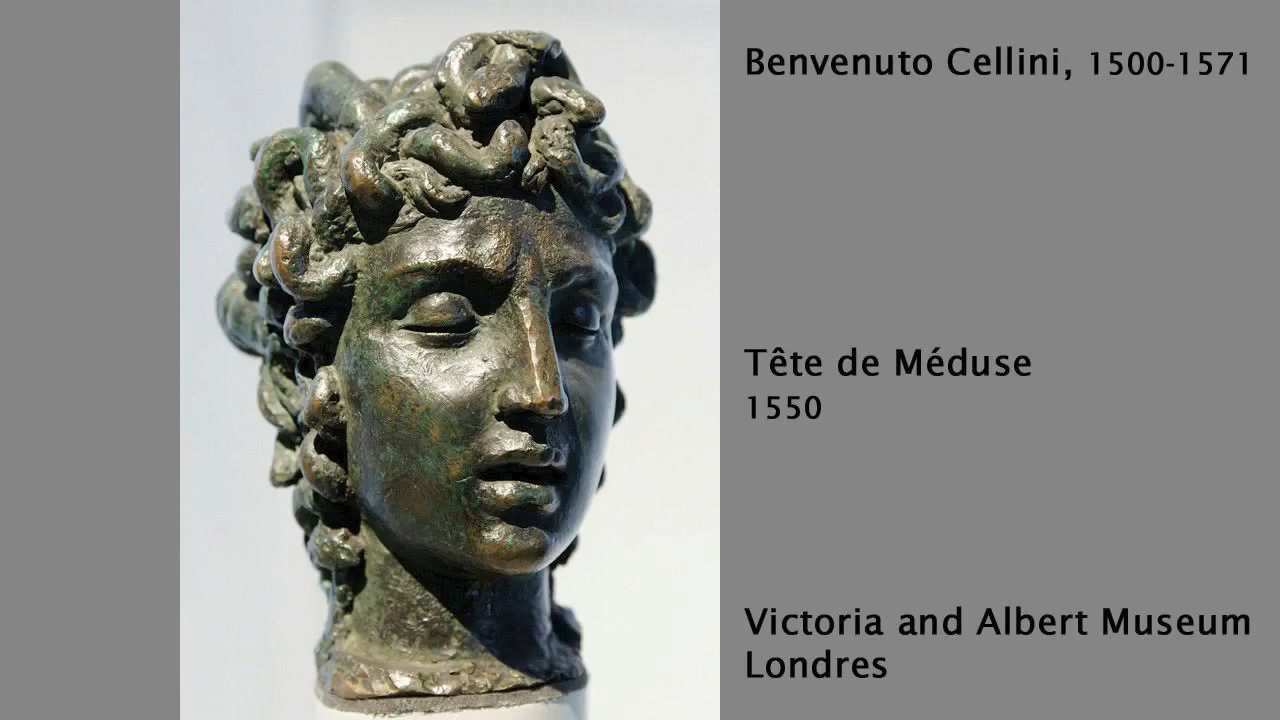 Benvenuto Cellini, 1500-1571
Tête de Méduse
1550
Victoria and Albert Museum
Londres